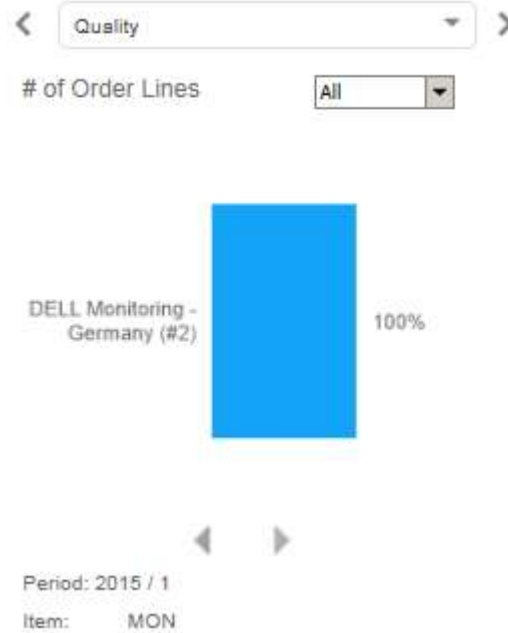 Quality
# of Order Lines
All
DELL Monitoring -
Germany (#2)
100%
Period: 2015 / 1
Item: MON